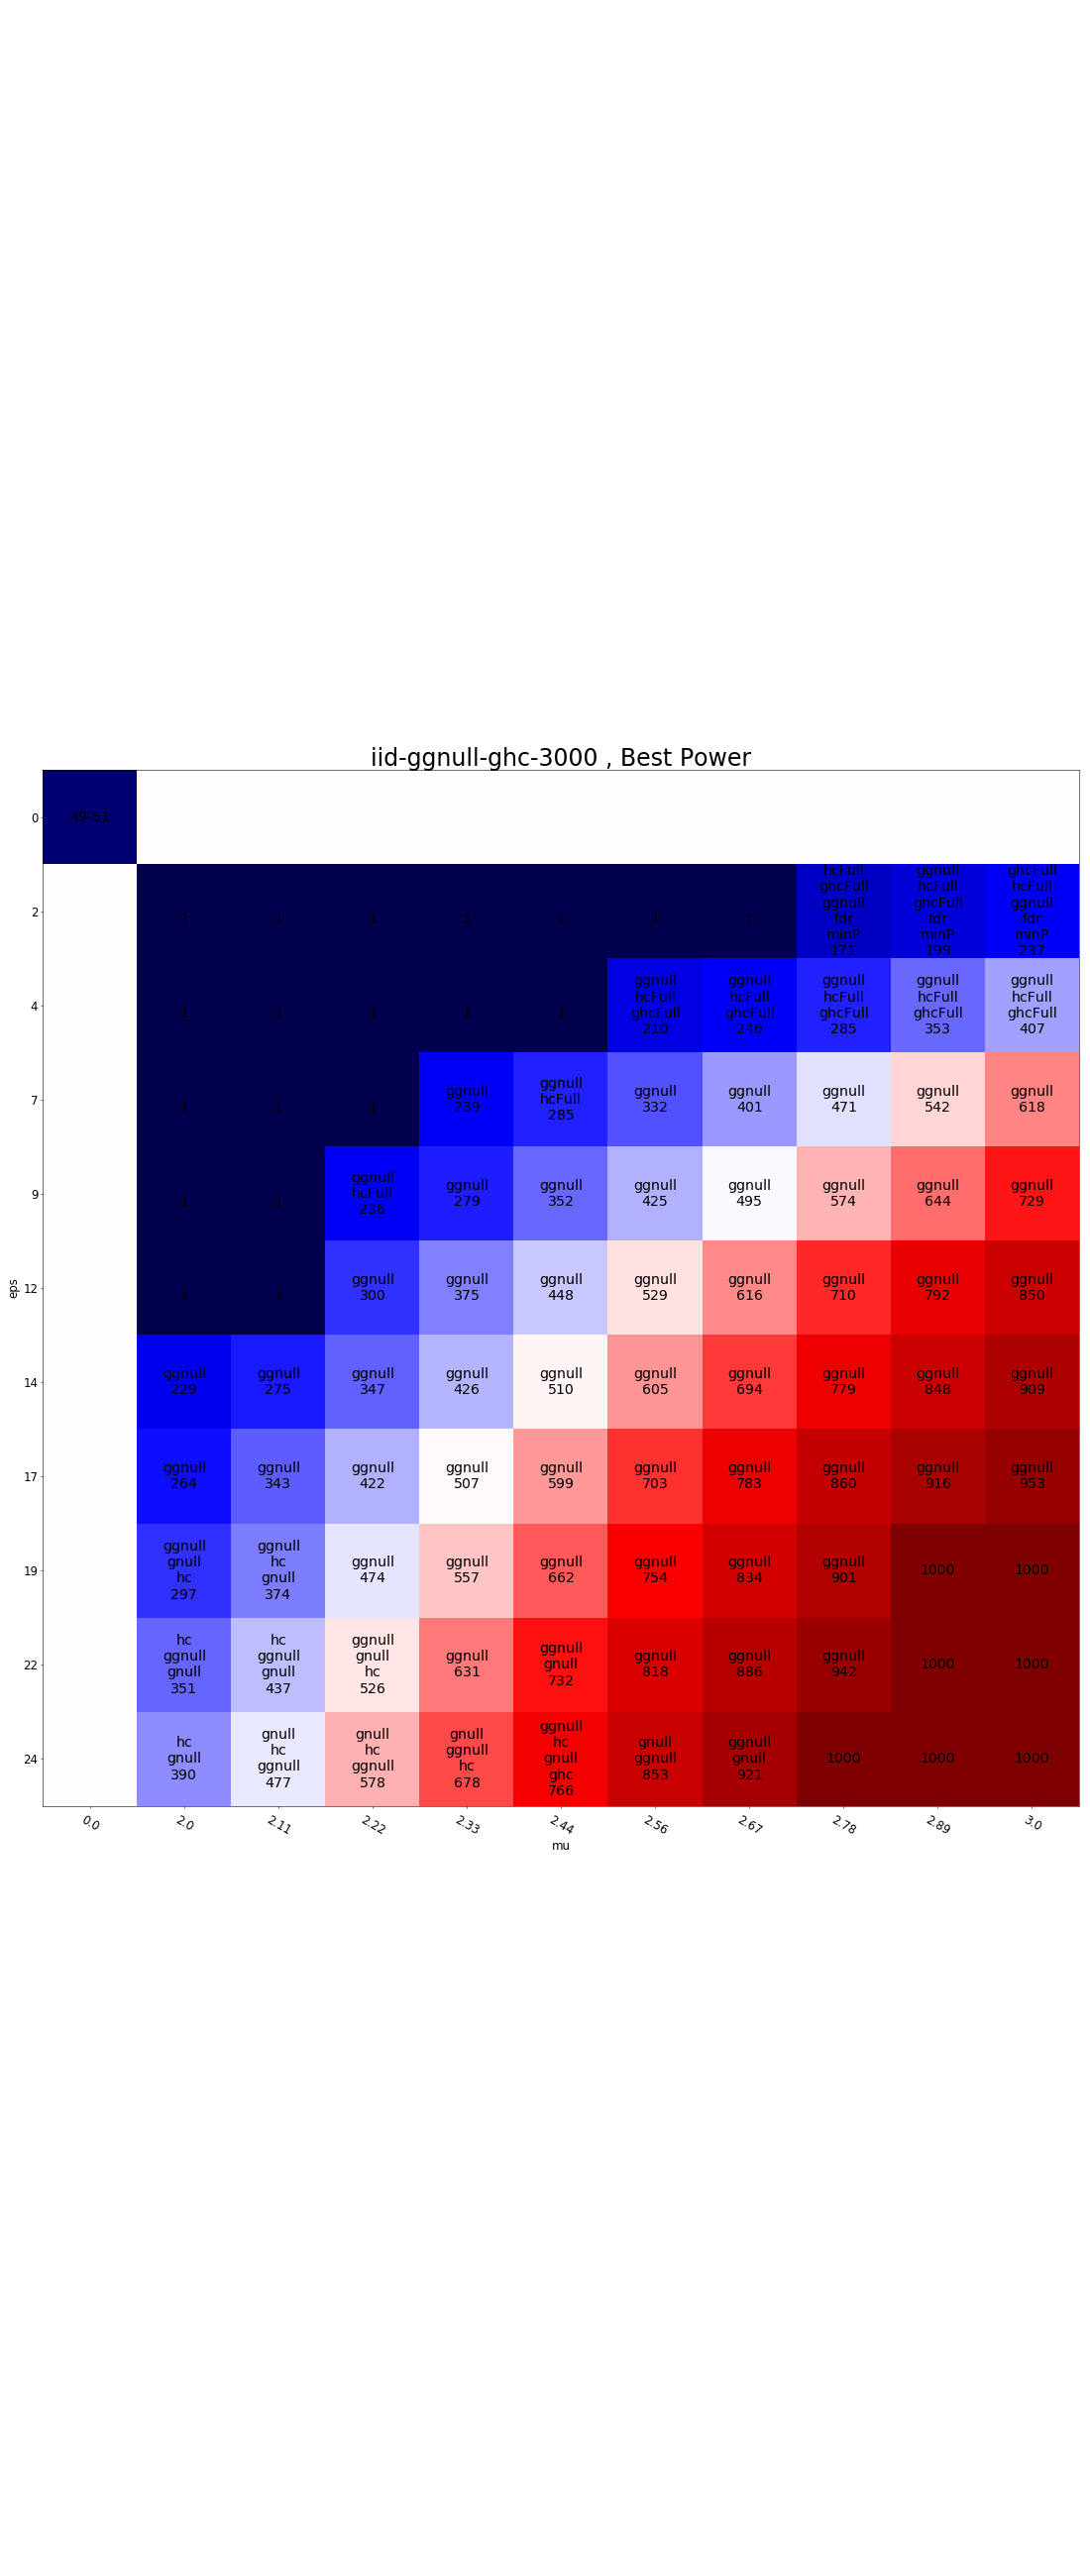 iid-ggnull-ghc-3000 , Best Power
0
49-51
hcFull
ghcFull
ggnull
fdr
minP
171
ggnull
hcFull
ghcFull
fdr
minP
199
ghcFull
hcFull
ggnull
fdr
minP
237
2
1 1 1 1 1 1 1
4
1 1 1 1 1
ggnull
hcFull
ghcFull
210
ggnull
hcFull
ghcFull
246
ggnull
hcFull
ghcFull
285
ggnull
hcFull
ghcFull
353
ggnull
hcFull
ghcFull
407
7
1 1 1
ggnull
239
ggnull
hcFull
285
ggnull
332
ggnull
401
ggnull
471
ggnull
542
ggnull
618
9
1 1
ggnull
hcFull
236
ggnull
279
ggnull
352
ggnull
425
ggnull
495
ggnull
574
ggnull
644
ggnull
729
eps
12
1 1
ggnull
300
ggnull
375
ggnull
448
ggnull
529
ggnull
616
ggnull
710
ggnull
792
ggnull
850
14
ggnull
229
ggnull
275
ggnull
347
ggnull
426
ggnull
510
ggnull
605
ggnull
694
ggnull
779
ggnull
848
ggnull
909
17
ggnull
264
ggnull
343
ggnull
422
ggnull
507
ggnull
599
ggnull
703
ggnull
783
ggnull
860
ggnull
916
ggnull
953
19
ggnull
gnull
hc
297
ggnull
hc
gnull
374
ggnull
474
ggnull
557
ggnull
662
ggnull
754
ggnull
834
ggnull
901
1000
1000
22
hc
ggnull
gnull
351
hc
ggnull
gnull
437
ggnull
gnull
hc
526
ggnull
631
ggnull
gnull
732
ggnull
818
ggnull
886
ggnull
942
1000
1000
24
hc
gnull
390
gnull
hc
ggnull
477
gnull
hc
ggnull
578
gnull
ggnull
hc
678
ggnull
hc
gnull
ghc
766
gnull
ggnull
853
ggnull
gnull
921
1000
1000
1000
0.0 2.0 2.11 2.22 2.33 2.44 2.56 2.67 2.78 2.89 3.0
mu